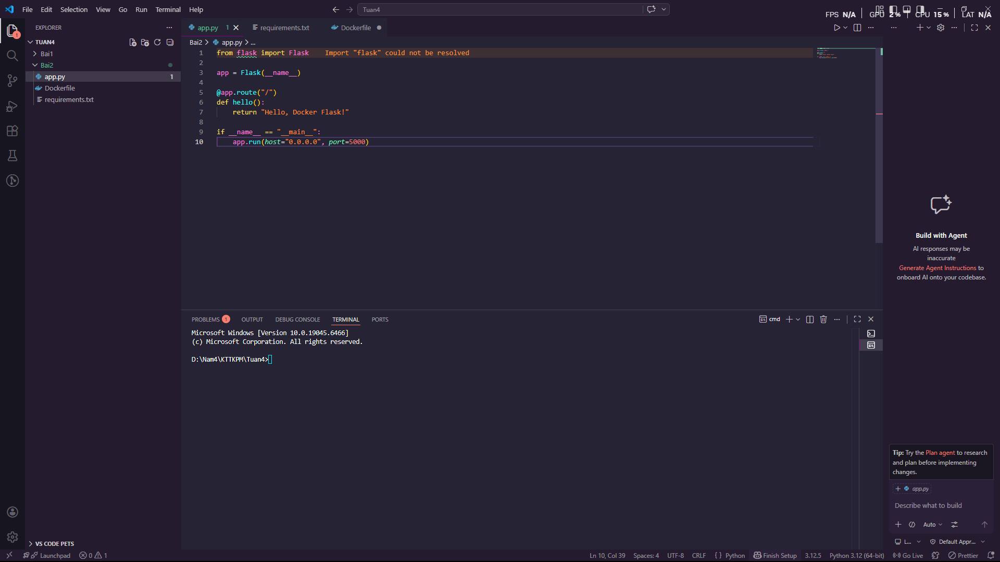 File Edit Selection View Go Run Terminal Help
Tuan4
FPS N/A GPU 2% CPU 15% LAT N/A
EXPLORER
TUAN4
Bai1
Bai2
app.py 1
Dockerfile
requirements.txt
VS CODE PETS
app.py 1
requirements.txt
Dockerfile
Bai2 > app.py > ...
1 from flask import Flask Import "flask" could not be resolved
2
3 app = Flask(__name__)
4
5 @app.route("/")
6 def hello():
7 return "Hello, Docker Flask!"
8
9 if __name__ == "__main__":
10 app.run(host="0.0.0.0", port=5000)
PROBLEMS 1 OUTPUT DEBUG CONSOLE TERMINAL PORTS
cmd
Microsoft Windows [Version 10.0.19045.6466]
(c) Microsoft Corporation. All rights reserved.
D:\Nam4\KTTKPM\Tuan4>
Build with Agent
AI responses may be
inaccurate
Generate Agent Instructions to
onboard AI onto your codebase.
Tip: Try the Plan agent to research
and plan before implementing
changes.
app.py
Describe what to build
Auto
L... Default Appr...
1
Launchpad 0 1
Ln 10, Col 39 Spaces: 4 UTF-8 CRLF { } Python Finish Setup 3.12.5 Python 3.12 (64-bit) Go Live Prettier